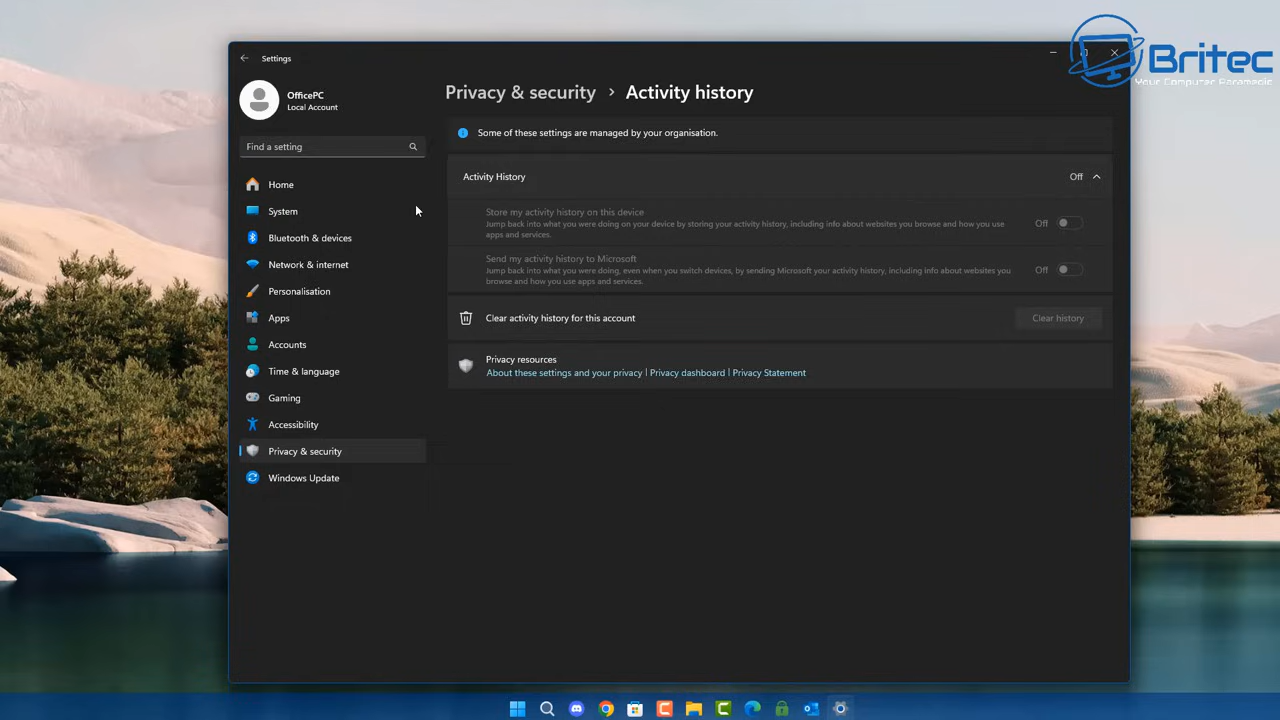 Britec
Your Computer Paramedic
Settings
OfficePC
Local Account
Find a setting
Home
System
Bluetooth & devices
Network & internet
Personalisation
Apps
Accounts
Time & language
Gaming
Accessibility
Privacy & security
Windows Update
Privacy & security > Activity history
Some of these settings are managed by your organisation.
Activity History
Off
Store my activity history on this device
Jump back into what you were doing on your device by storing your activity history, including info about websites you browse and how you use
apps and services.
Off
Send my activity history to Microsoft
Jump back into what you were doing, even when you switch devices, by sending Microsoft your activity history, including info about websites you
browse and how you use apps and services.
Off
Clear activity history for this account
Clear history
Privacy resources
About these settings and your privacy | Privacy dashboard | Privacy Statement